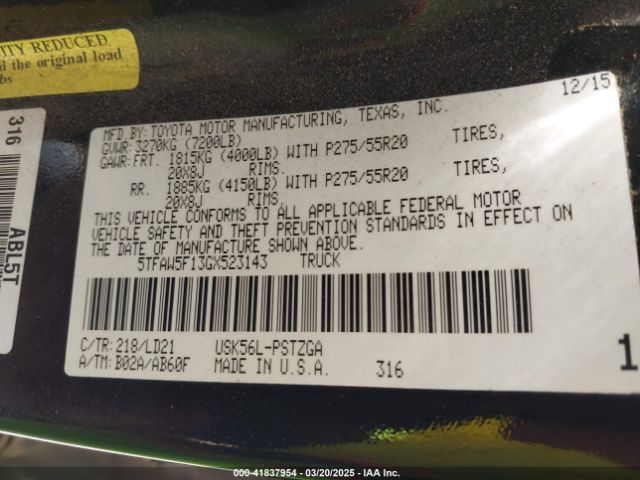 ITY REDUCED
d the original load
bs
316
ABL5T
12/15
MFD.BY: TOYOTA MOTOR MANUFACTURING, TEXAS, INC.
GVWR: 3270KG (7200LB)
GAWR: FRT. 1815KG (4000LB) WITH P275/55R20 TIRES,
20X8J RIMS.
RR. 1885KG (4150LB) WITH P275/55R20 TIRES,
20X8J RIMS.
THIS VEHICLE CONFORMS TO ALL APPLICABLE FEDERAL MOTOR
VEHICLE SAFETY AND THEFT PREVENTION STANDARDS IN EFFECT ON
THE DATE OF MANUFACTURE SHOWN ABOVE.
5TFAW5F13GX523143 TRUCK
C/TR: 218/LD21 USK56L-PSTZGA
A/TM: B02A/AB60F MADE IN U.S.A. 316
1
000-41837954 - 03/20/2025 - IAA Inc.